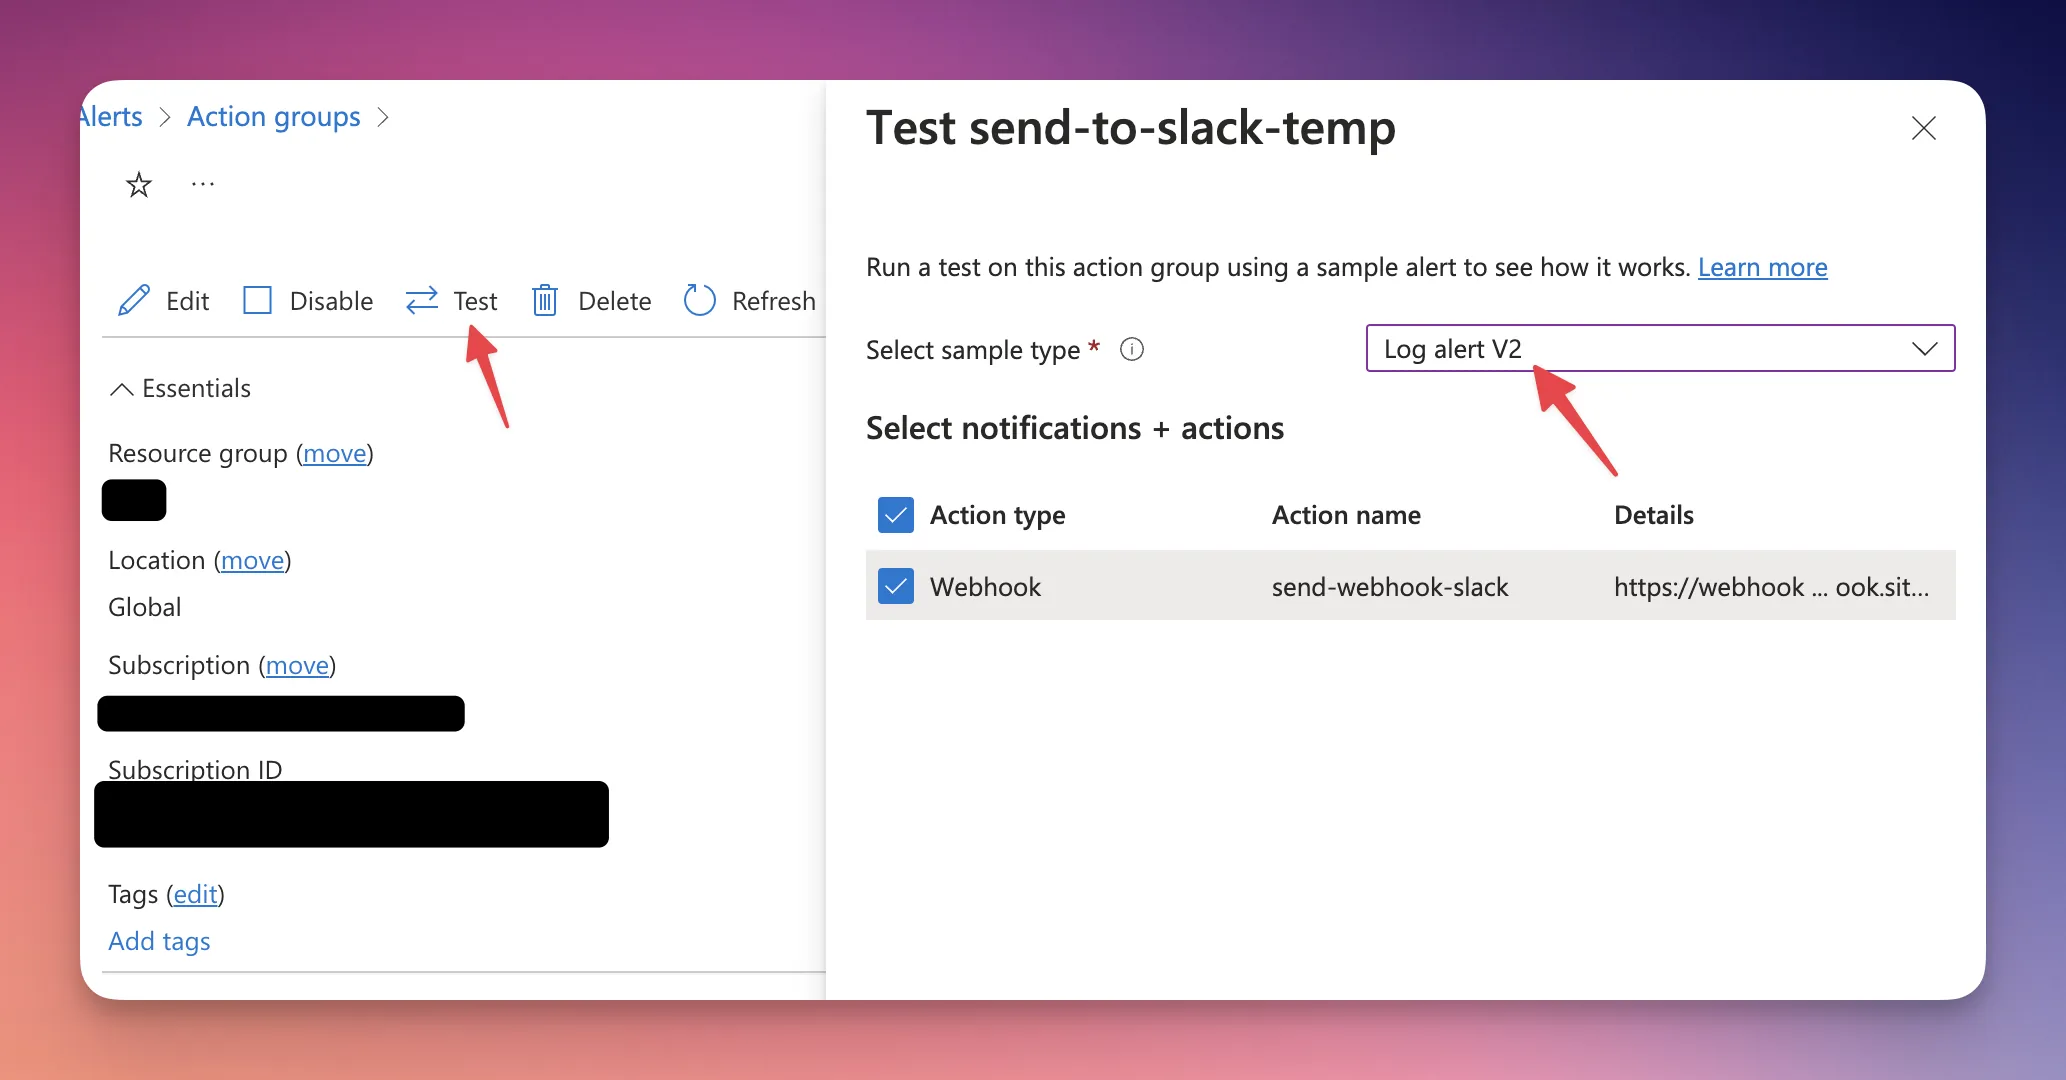 Alerts > Action groups >
...
Edit Disable Test Delete Refresh
Essentials
Resource group (move)
Location (move)
Global
Subscription (move)
Subscription ID
Tags (edit)
Add tags
Test send-to-slack-temp
Run a test on this action group using a sample alert to see how it works. Learn more
Select sample type *
Log alert V2
Select notifications + actions
Action type Action name Details
Webhook send-webhook-slack https://webhook ... ook.sit...